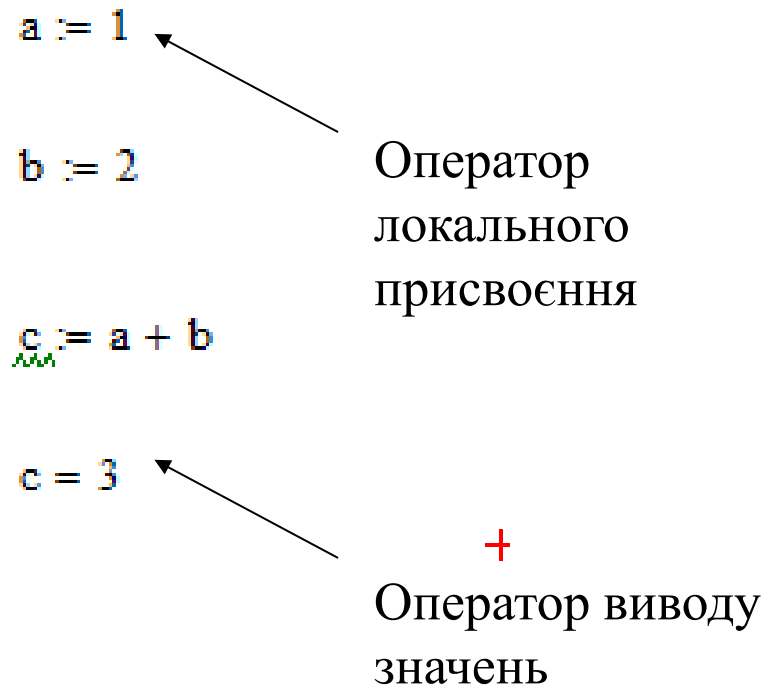 a := 1
b := 2
Оператор
локального
присвоєння
c := a + b
c = 3
Оператор виводу
значень